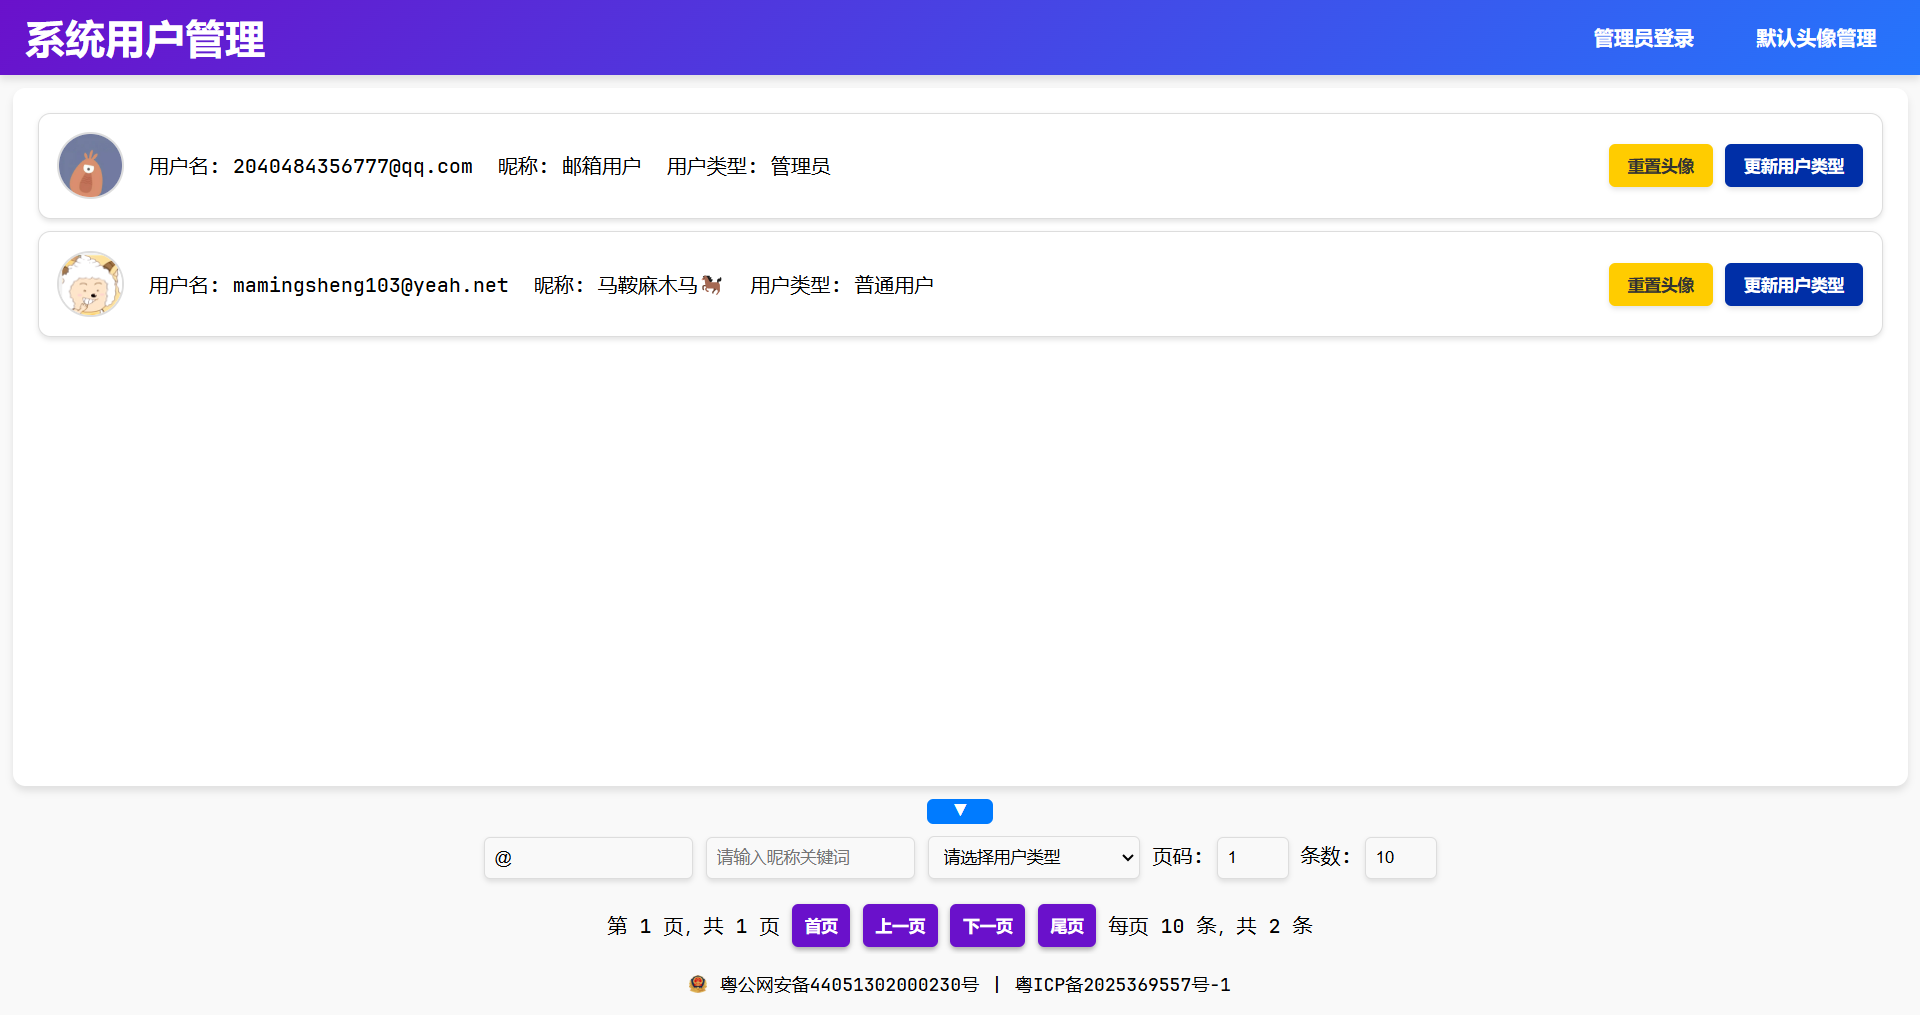 系统用户管理 管理员登录 默认头像管理
用户名: 2040484356777@qq.com 昵称: 邮箱用户 用户类型: 管理员 重置头像 更新用户类型
用户名: mamingsheng103@yeah.net 昵称: 马鞍麻木马🐎 用户类型: 普通用户 重置头像 更新用户类型
▼
@ 请输入昵称关键词 请选择用户类型 页码: 1 条数: 10
第 1 页, 共 1 页 首页 上一页 下一页 尾页 每页 10 条, 共 2 条
粤公网安备44051302000230号 | 粤ICP备2025369557号-1